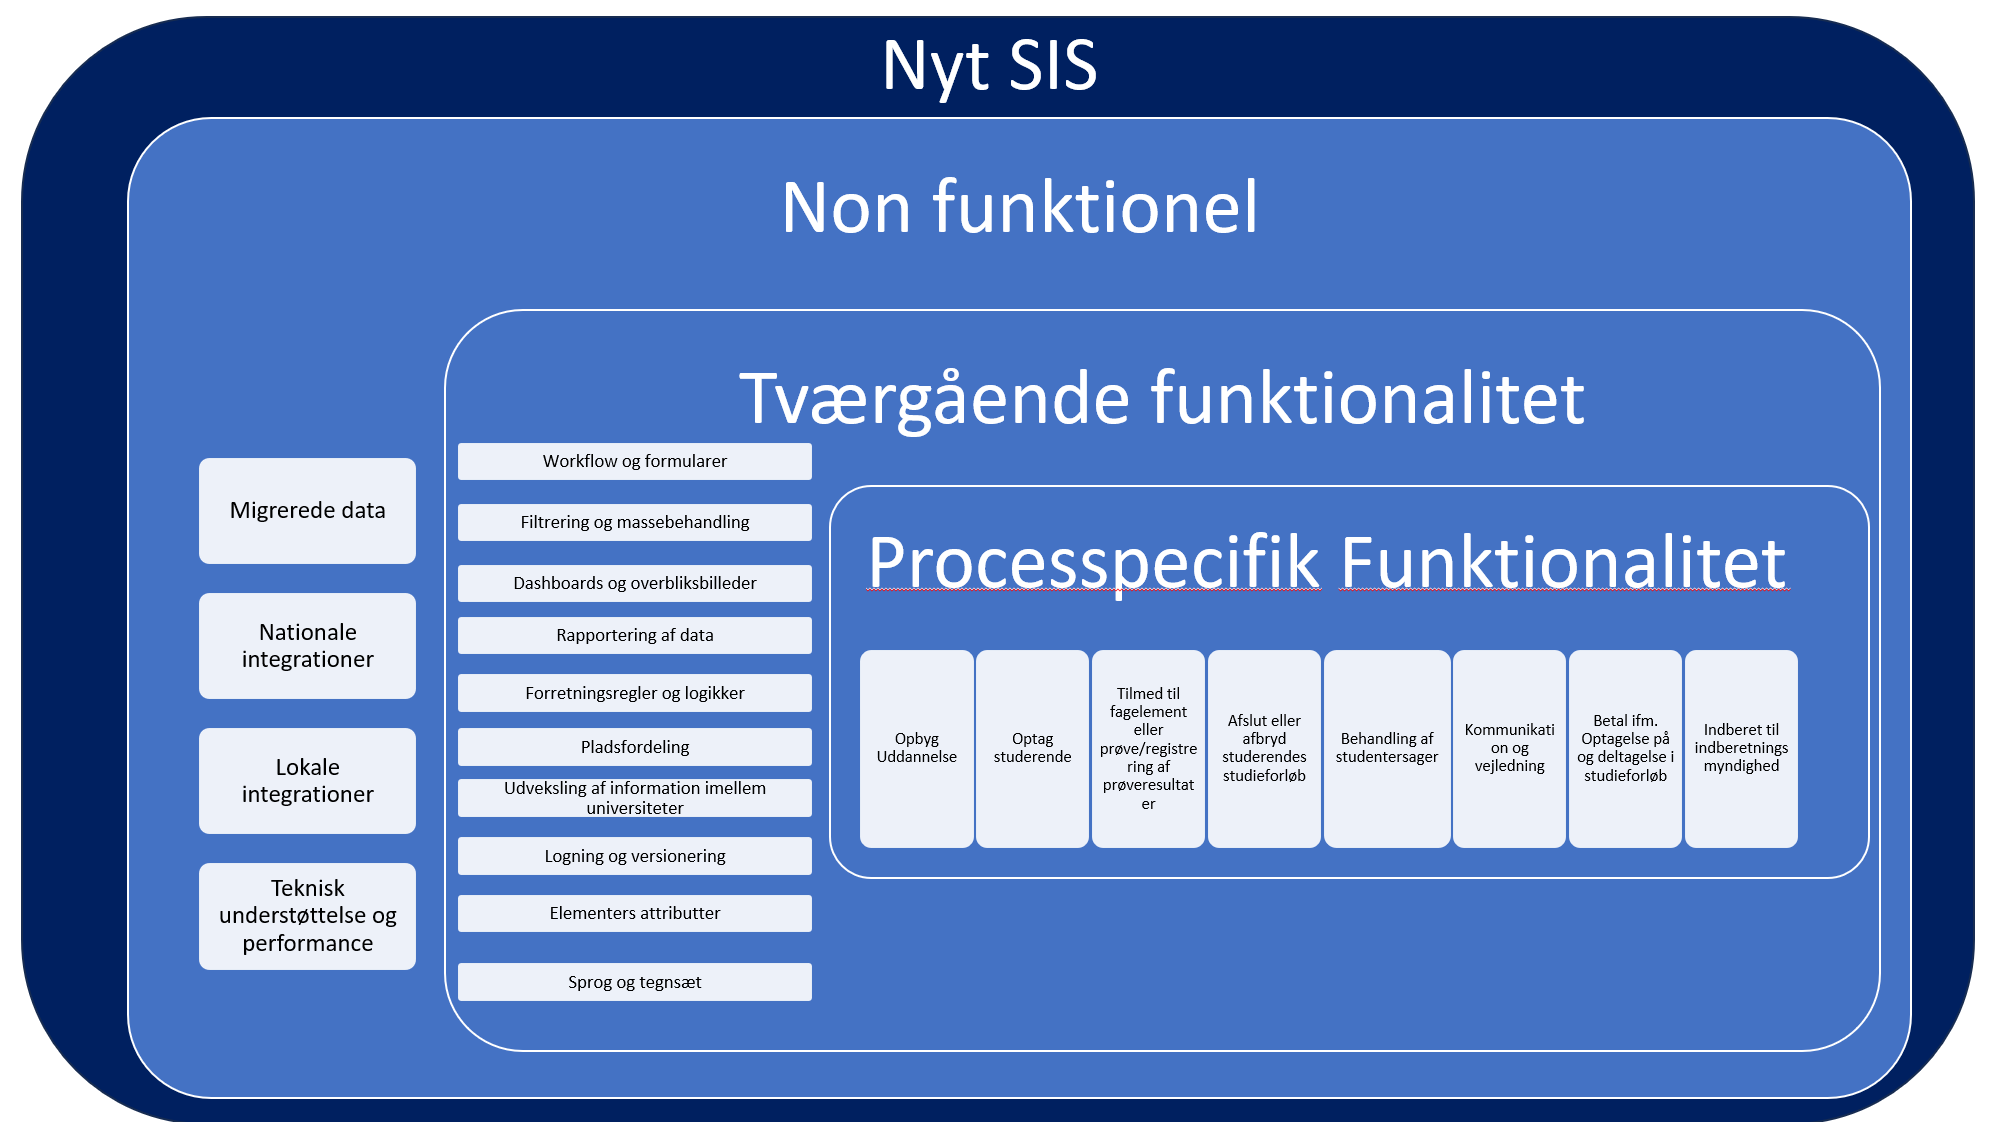 Nyt SIS
Non funktionel
Tværgående funktionalitet
Processpecifik Funktionalitet
Migrerede data
Nationale
integrationer
Lokale
integrationer
Teknisk
understøttelse og
performance
Workflow og formularer
Filtrering og massebehandling
Dashboards og overbliksbilleder
Rapportering af data
Forretningsregler og logikker
Pladsfordeling
Udveksling af information imellem
universiteter
Logning og versionering
Elementers attributter
Sprog og tegnsæt
Opbyg
Uddannelse
Optag
studerende
Tilmed til
fagelement
eller
prøve/registre
ring af
prøveresultat
er
Afslut eller
afbryd
studerendes
studieforløb
Behandling af
studentersager
Kommunikati
on og
vejledning
Betal ifm.
Optagelse på
og deltagelse i
studieforløb
Indberet til
indberetnings
myndighed